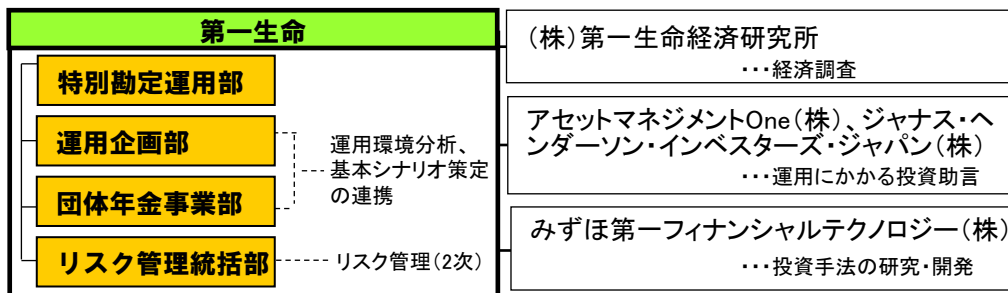 第一生命
特別勘定運用部
運用企画部
団体年金事業部
リスク管理統括部
運用環境分析、
基本シナリオ策定
の連携
リスク管理(2次)
(株)第一生命経済研究所
・・・経済調査
アセットマネジメントOne(株)、ジャナス・ヘ
ンダーソン・インベスターズ・ジャパン(株)
・・・運用にかかる投資助言
みずほ第一フィナンシャルテクノロジー(株)
・・・投資手法の研究・開発